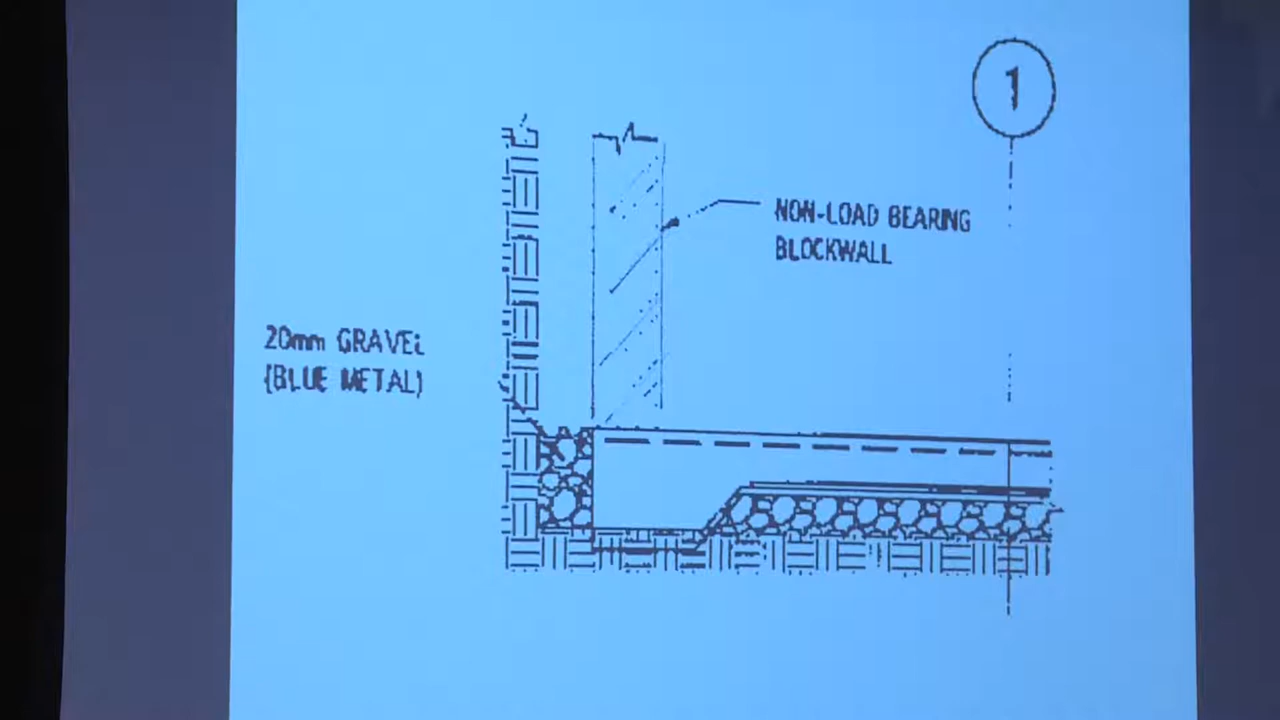 1
NON-LOAD BEARING
BLOCKWALL
20mm GRAVEL
(BLUE METAL)